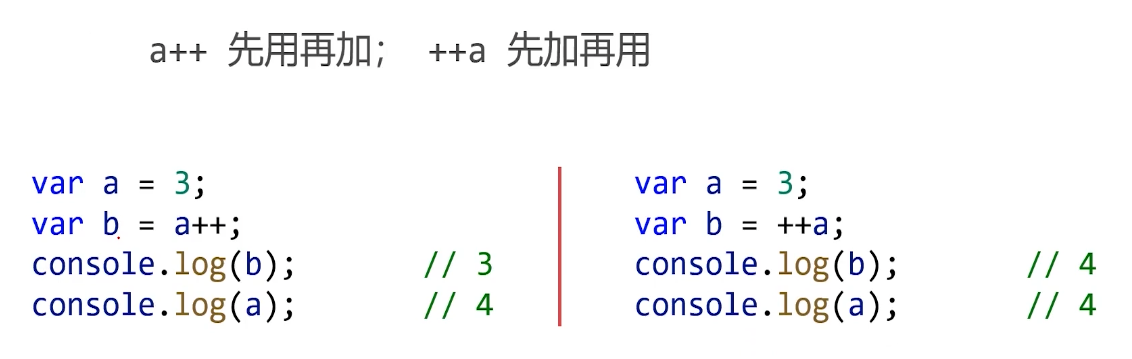 a++ 先用再加； ++a 先加再用
var a = 3;
var b = a++;
console.log(b); // 3
console.log(a); // 4
var a = 3;
var b = ++a;
console.log(b); // 4
console.log(a); // 4